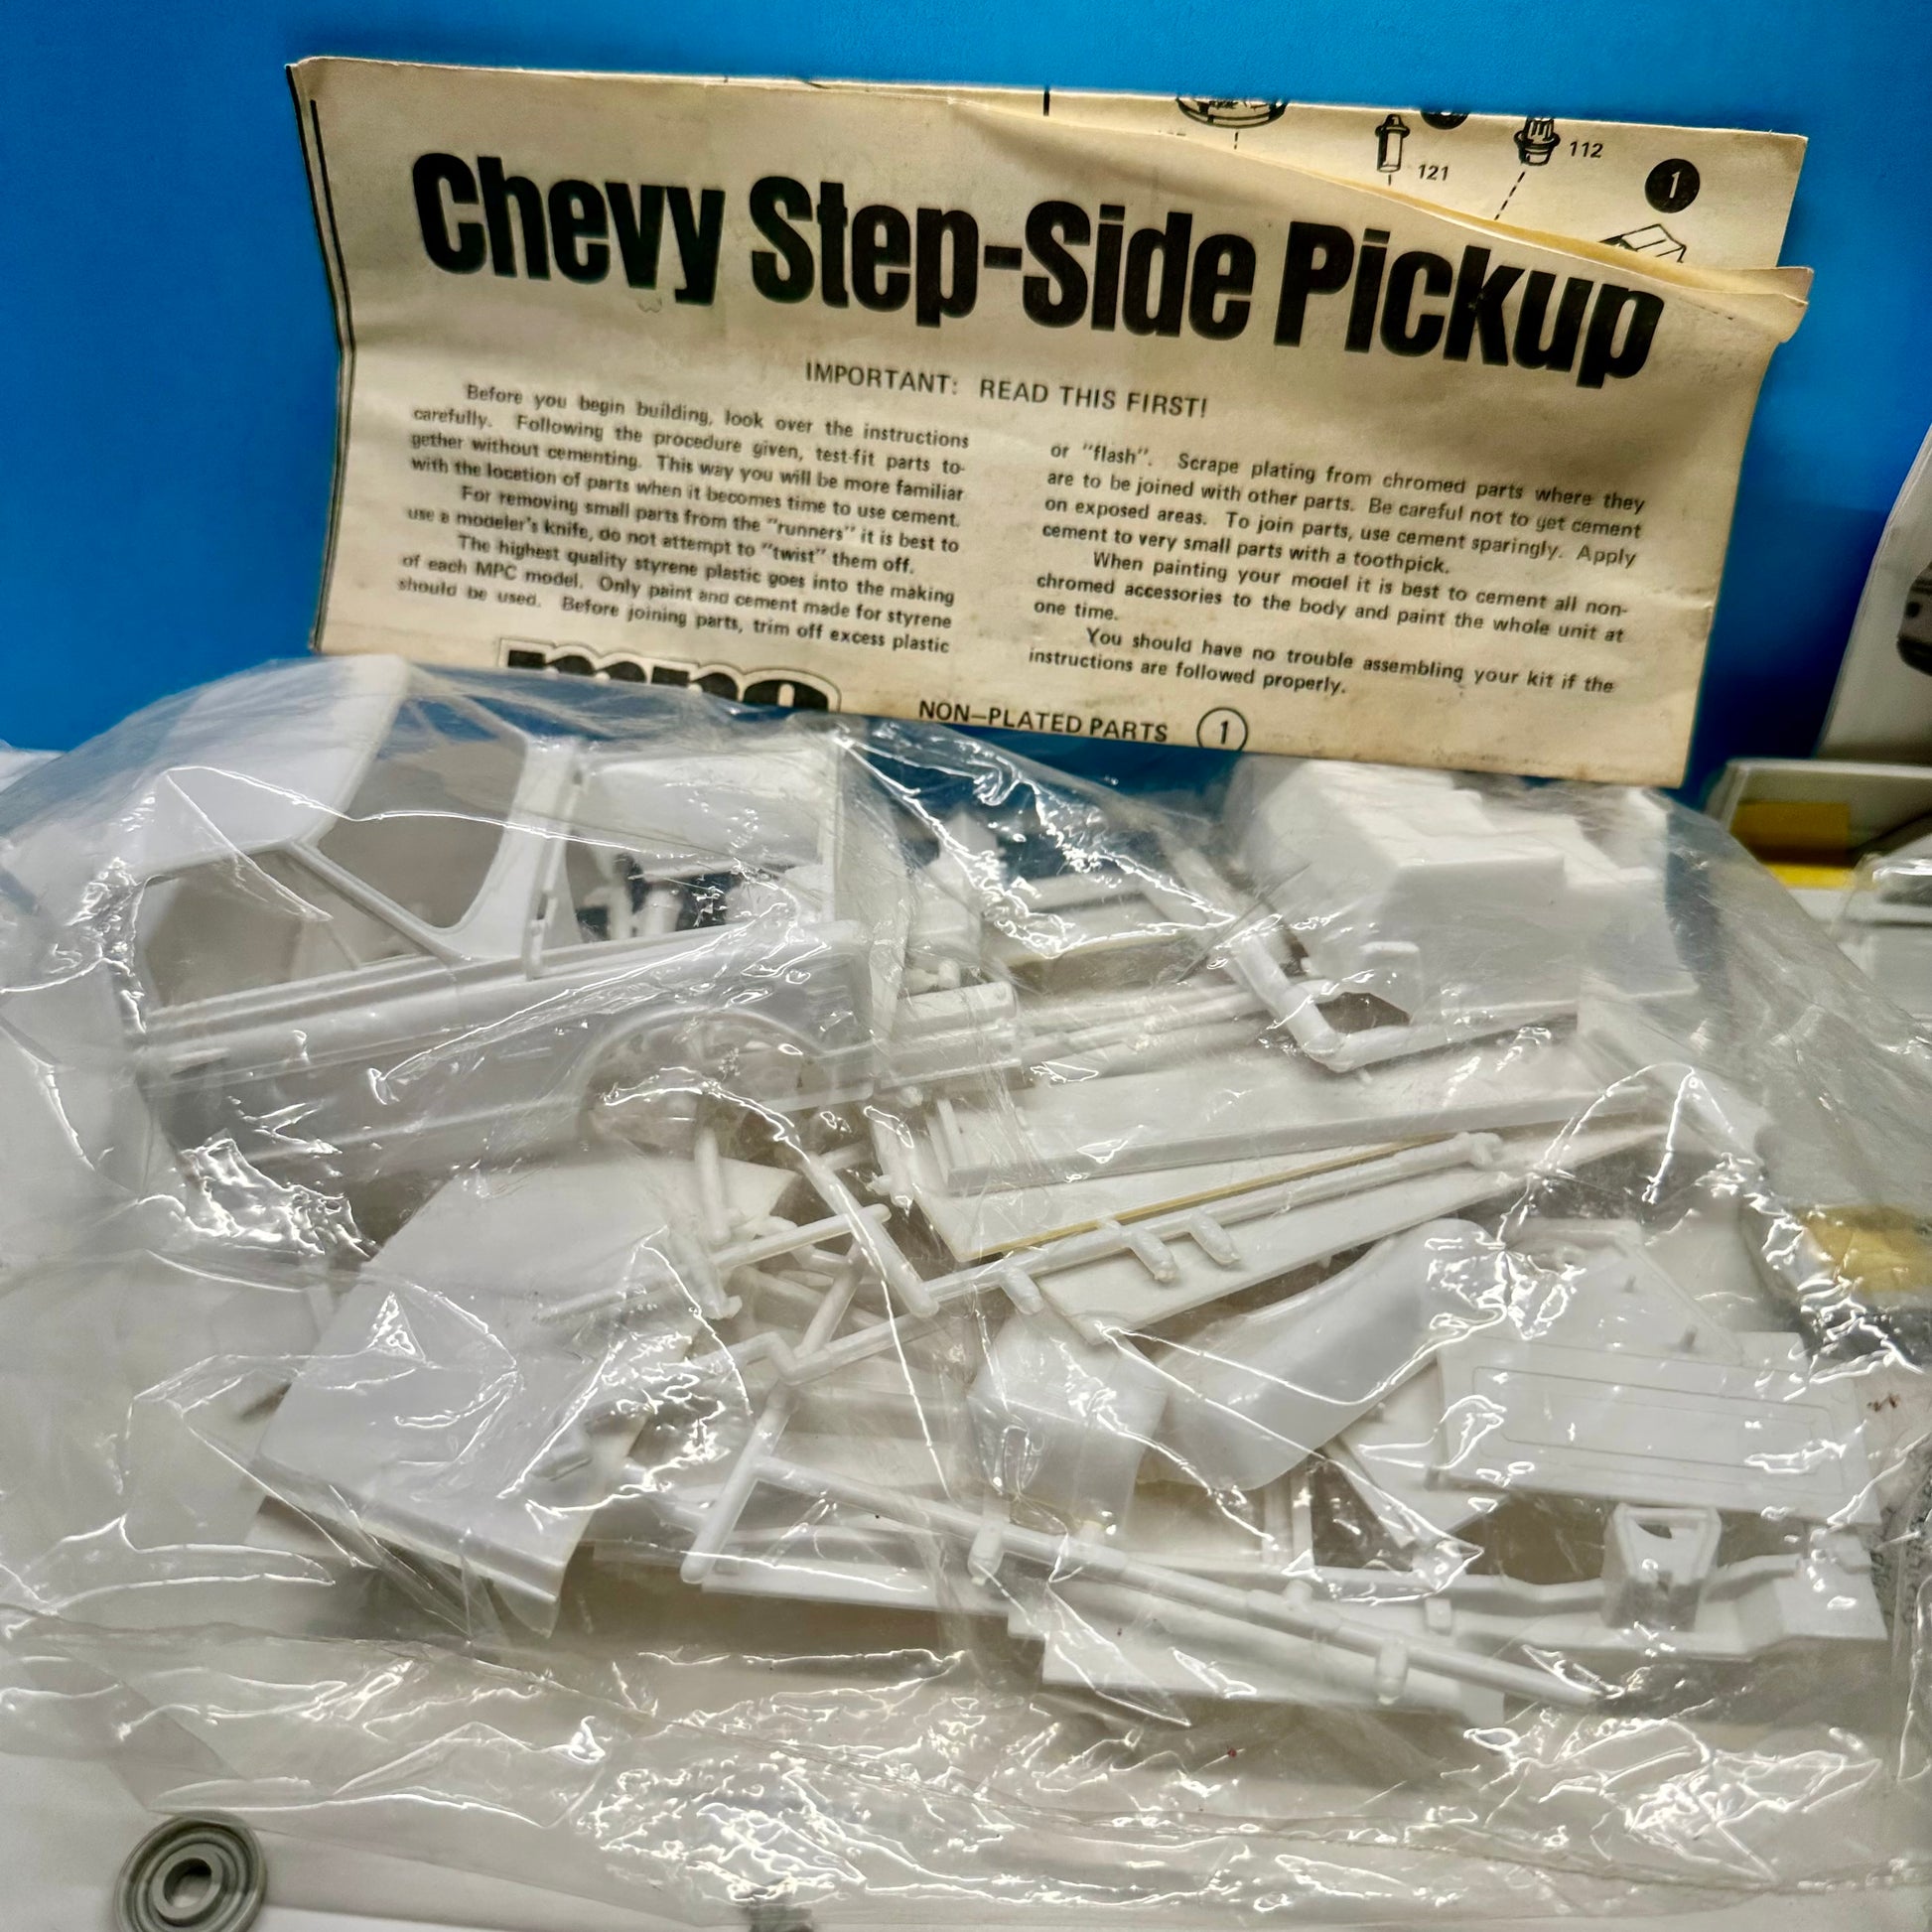 121
112
1
Chevy Step-Side Pickup
IMPORTANT: READ THIS FIRST!
Before you begin building, look over the instructions
carefully. Following the procedure given, test-fit parts to-
gether without cementing. This way you will be more familiar
with the location of parts when it becomes time to use cement.
For removing small parts from the "runners" it is best to
use a modeler's knife, do not attempt to "twist" them off.
The highest quality styrene plastic goes into the making
of each MPC model. Only paint and cement made for styrene
should be used. Before joining parts, trim off excess plastic
or "flash". Scrape plating from chromed parts where they
are to be joined with other parts. Be careful not to get cement
on exposed areas. To join parts, use cement sparingly. Apply
cement to very small parts with a toothpick.
When painting your model it is best to cement all non-
chromed accessories to the body and paint the whole unit at
one time.
You should have no trouble assembling your kit if the
instructions are followed properly.
mpc
NON-PLATED PARTS 1